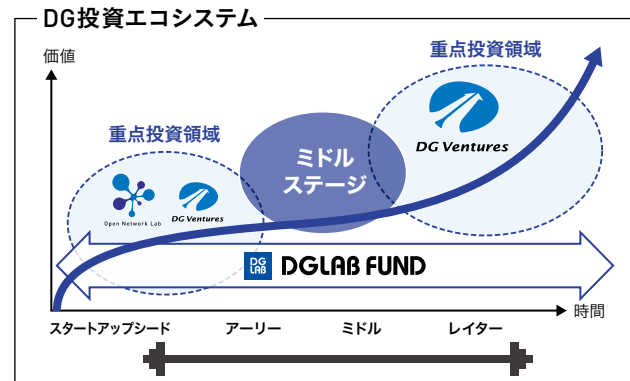 DG投資エコシステム
価値
重点投資領域
DG Ventures
ミドル
ステージ
重点投資領域
Open Network Lab
DG Ventures
DG
LAB
DGLAB FUND
時間
スタートアップシード
アーリー
ミドル
レイター